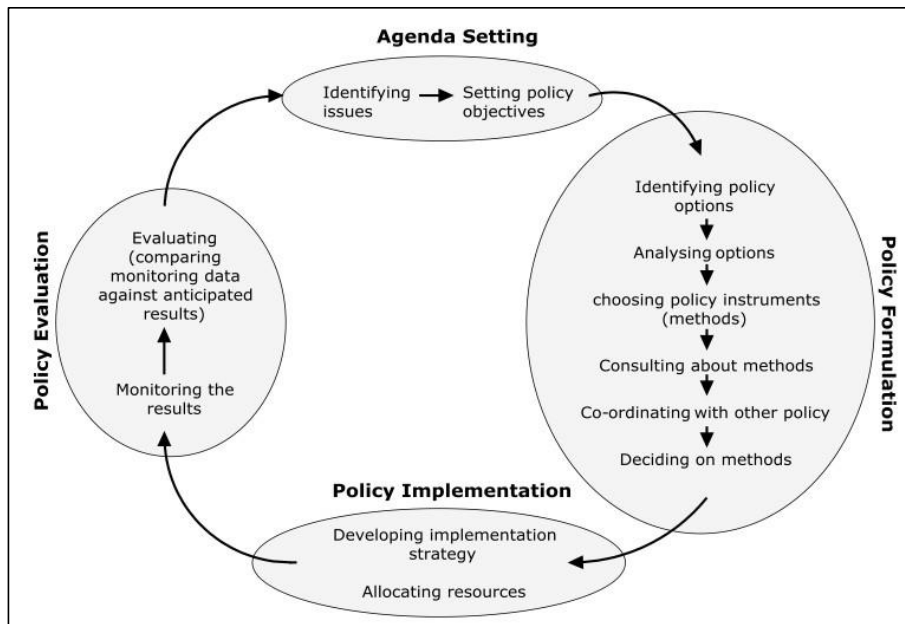 Agenda Setting
Identifying
issues
Setting policy
objectives
Policy Formulation
Identifying policy
options
Analysing options
choosing policy instruments
(methods)
Consulting about methods
Co-ordinating with other policy
Deciding on methods
Policy Implementation
Developing implementation
strategy
Allocating resources
Policy Evaluation
Evaluating
(comparing
monitoring data
against anticipated
results)
Monitoring the
results